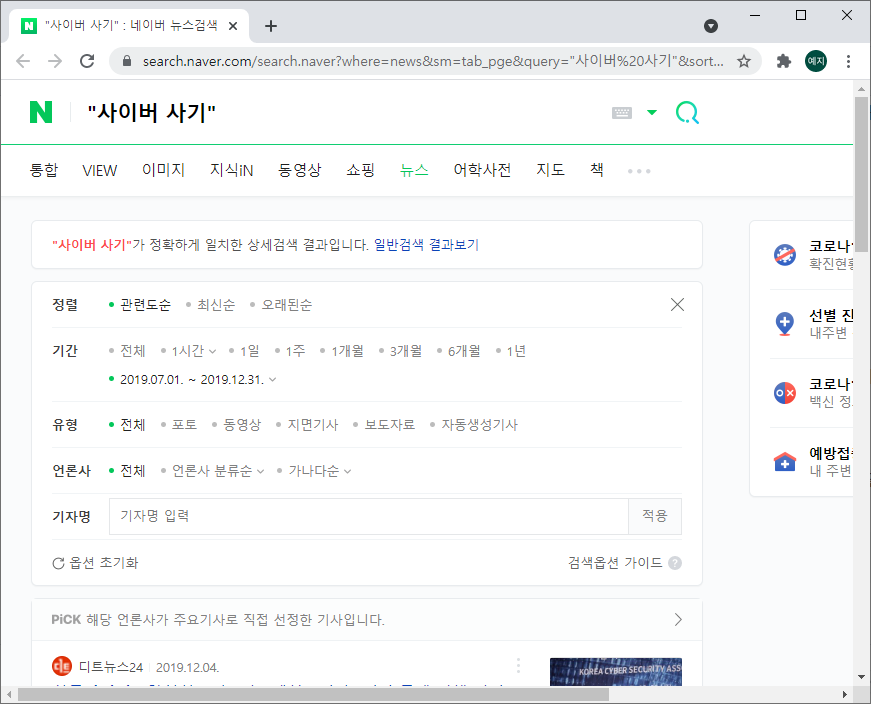 "사이버 사기" : 네이버 뉴스검색
search.naver.com/search.naver?where=news&sm=tab_pge&query="사이버%20사기"&sort...
예지
N "사이버 사기"
통합 VIEW 이미지 지식iN 동영상 쇼핑 뉴스 어학사전 지도 책
"사이버 사기"가 정확하게 일치한 상세검색 결과입니다. 일반검색 결과보기
정렬 관련도순 최신순 오래된순
기간 전체 1시간 1일 1주 1개월 3개월 6개월 1년
2019.07.01. ~ 2019.12.31.
유형 전체 포토 동영상 지면기사 보도자료 자동생성기사
언론사 전체 언론사 분류순 가나다순
기자명 기자명 입력 적용
옵션 초기화 검색옵션 가이드 ?
PiCK 해당 언론사가 주요기사로 직접 선정한 기사입니다.
디트뉴스24 2019.12.04.
KOREA CYBER SECURITY ASS
코로나
확진현황
선별 진
내주변
코로나
백신 정
예방접
내 주변